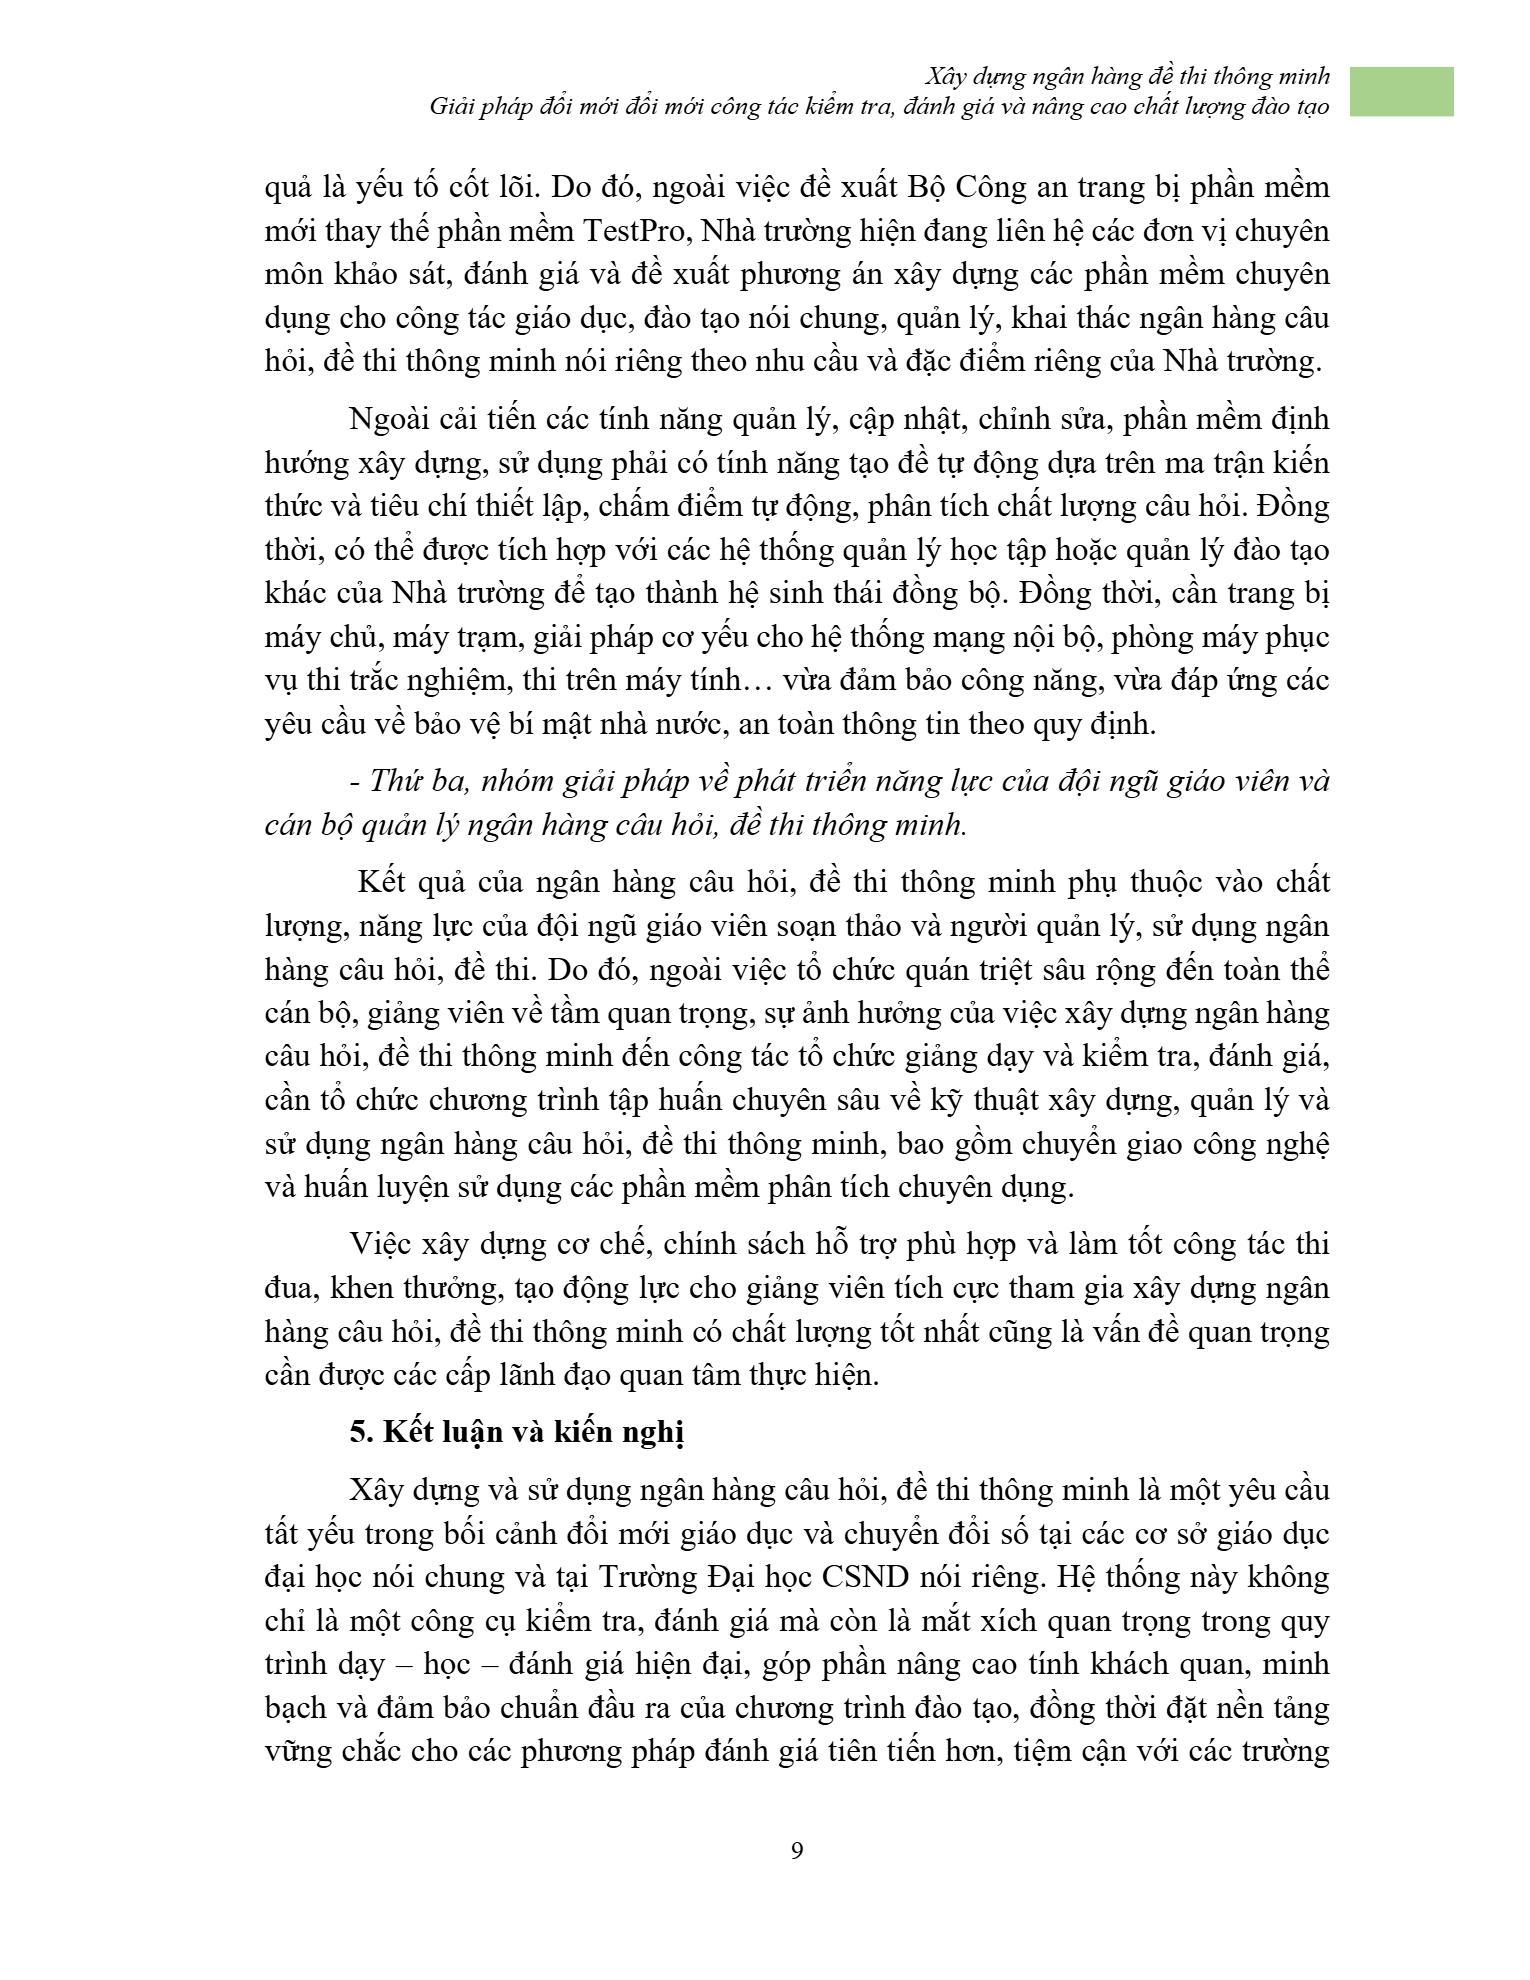 Xây dựng ngân hàng đề thi thông minh
Giải pháp đổi mới đổi mới công tác kiểm tra, đánh giá và nâng cao chất lượng đào tạo
quả là yếu tố cốt lõi. Do đó, ngoài việc đề xuất Bộ Công an trang bị phần mềm
mới thay thế phần mềm TestPro, Nhà trường hiện đang liên hệ các đơn vị chuyên
môn khảo sát, đánh giá và đề xuất phương án xây dựng các phần mềm chuyên
dụng cho công tác giáo dục, đào tạo nói chung, quản lý, khai thác ngân hàng câu
hỏi, đề thi thông minh nói riêng theo nhu cầu và đặc điểm riêng của Nhà trường.
Ngoài cải tiến các tính năng quản lý, cập nhật, chỉnh sửa, phần mềm định
hướng xây dựng, sử dụng phải có tính năng tạo đề tự động dựa trên ma trận kiến
thức và tiêu chí thiết lập, chấm điểm tự động, phân tích chất lượng câu hỏi. Đồng
thời, có thể được tích hợp với các hệ thống quản lý học tập hoặc quản lý đào tạo
khác của Nhà trường để tạo thành hệ sinh thái đồng bộ. Đồng thời, cần trang bị
máy chủ, máy trạm, giải pháp cơ yếu cho hệ thống mạng nội bộ, phòng máy phục
vụ thi trắc nghiệm, thi trên máy tính… vừa đảm bảo công năng, vừa đáp ứng các
yêu cầu về bảo vệ bí mật nhà nước, an toàn thông tin theo quy định.
- Thứ ba, nhóm giải pháp về phát triển năng lực của đội ngũ giáo viên và
cán bộ quản lý ngân hàng câu hỏi, đề thi thông minh.
Kết quả của ngân hàng câu hỏi, đề thi thông minh phụ thuộc vào chất
lượng, năng lực của đội ngũ giáo viên soạn thảo và người quản lý, sử dụng ngân
hàng câu hỏi, đề thi. Do đó, ngoài việc tổ chức quán triệt sâu rộng đến toàn thể
cán bộ, giảng viên về tầm quan trọng, sự ảnh hưởng của việc xây dựng ngân hàng
câu hỏi, đề thi thông minh đến công tác tổ chức giảng dạy và kiểm tra, đánh giá,
cần tổ chức chương trình tập huấn chuyên sâu về kỹ thuật xây dựng, quản lý và
sử dụng ngân hàng câu hỏi, đề thi thông minh, bao gồm chuyển giao công nghệ
và huấn luyện sử dụng các phần mềm phân tích chuyên dụng.
Việc xây dựng cơ chế, chính sách hỗ trợ phù hợp và làm tốt công tác thi
đua, khen thưởng, tạo động lực cho giảng viên tích cực tham gia xây dựng ngân
hàng câu hỏi, đề thi thông minh có chất lượng tốt nhất cũng là vấn đề quan trọng
cần được các cấp lãnh đạo quan tâm thực hiện.
5. Kết luận và kiến nghị
Xây dựng và sử dụng ngân hàng câu hỏi, đề thi thông minh là một yêu cầu
tất yếu trong bối cảnh đổi mới giáo dục và chuyển đổi số tại các cơ sở giáo dục
đại học nói chung và tại Trường Đại học CSND nói riêng. Hệ thống này không
chỉ là một công cụ kiểm tra, đánh giá mà còn là mắt xích quan trọng trong quy
trình dạy – học – đánh giá hiện đại, góp phần nâng cao tính khách quan, minh
bạch và đảm bảo chuẩn đầu ra của chương trình đào tạo, đồng thời đặt nền tảng
vững chắc cho các phương pháp đánh giá tiên tiến hơn, tiệm cận với các trường
9